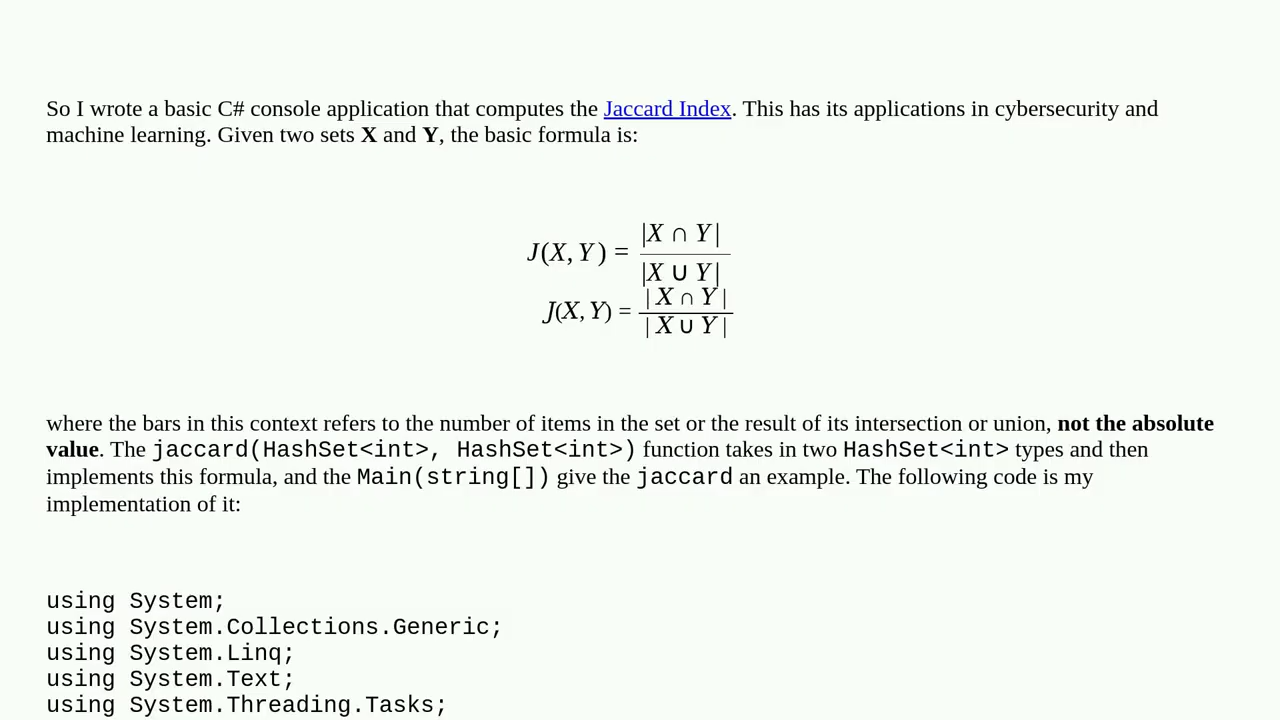 So I wrote a basic C# console application that computes the Jaccard Index. This has its applications in cybersecurity and
machine learning. Given two sets X and Y, the basic formula is:
J(X, Y) = |X ∩ Y| / |X ∪ Y|
J(X, Y) = | X ∩ Y | / | X ∪ Y |
where the bars in this context refers to the number of items in the set or the result of its intersection or union, not the absolute
value. The jaccard(HashSet<int>, HashSet<int>) function takes in two HashSet<int> types and then
implements this formula, and the Main(string[]) give the jaccard an example. The following code is my
implementation of it:
using System;
using System.Collections.Generic;
using System.Linq;
using System.Text;
using System.Threading.Tasks;